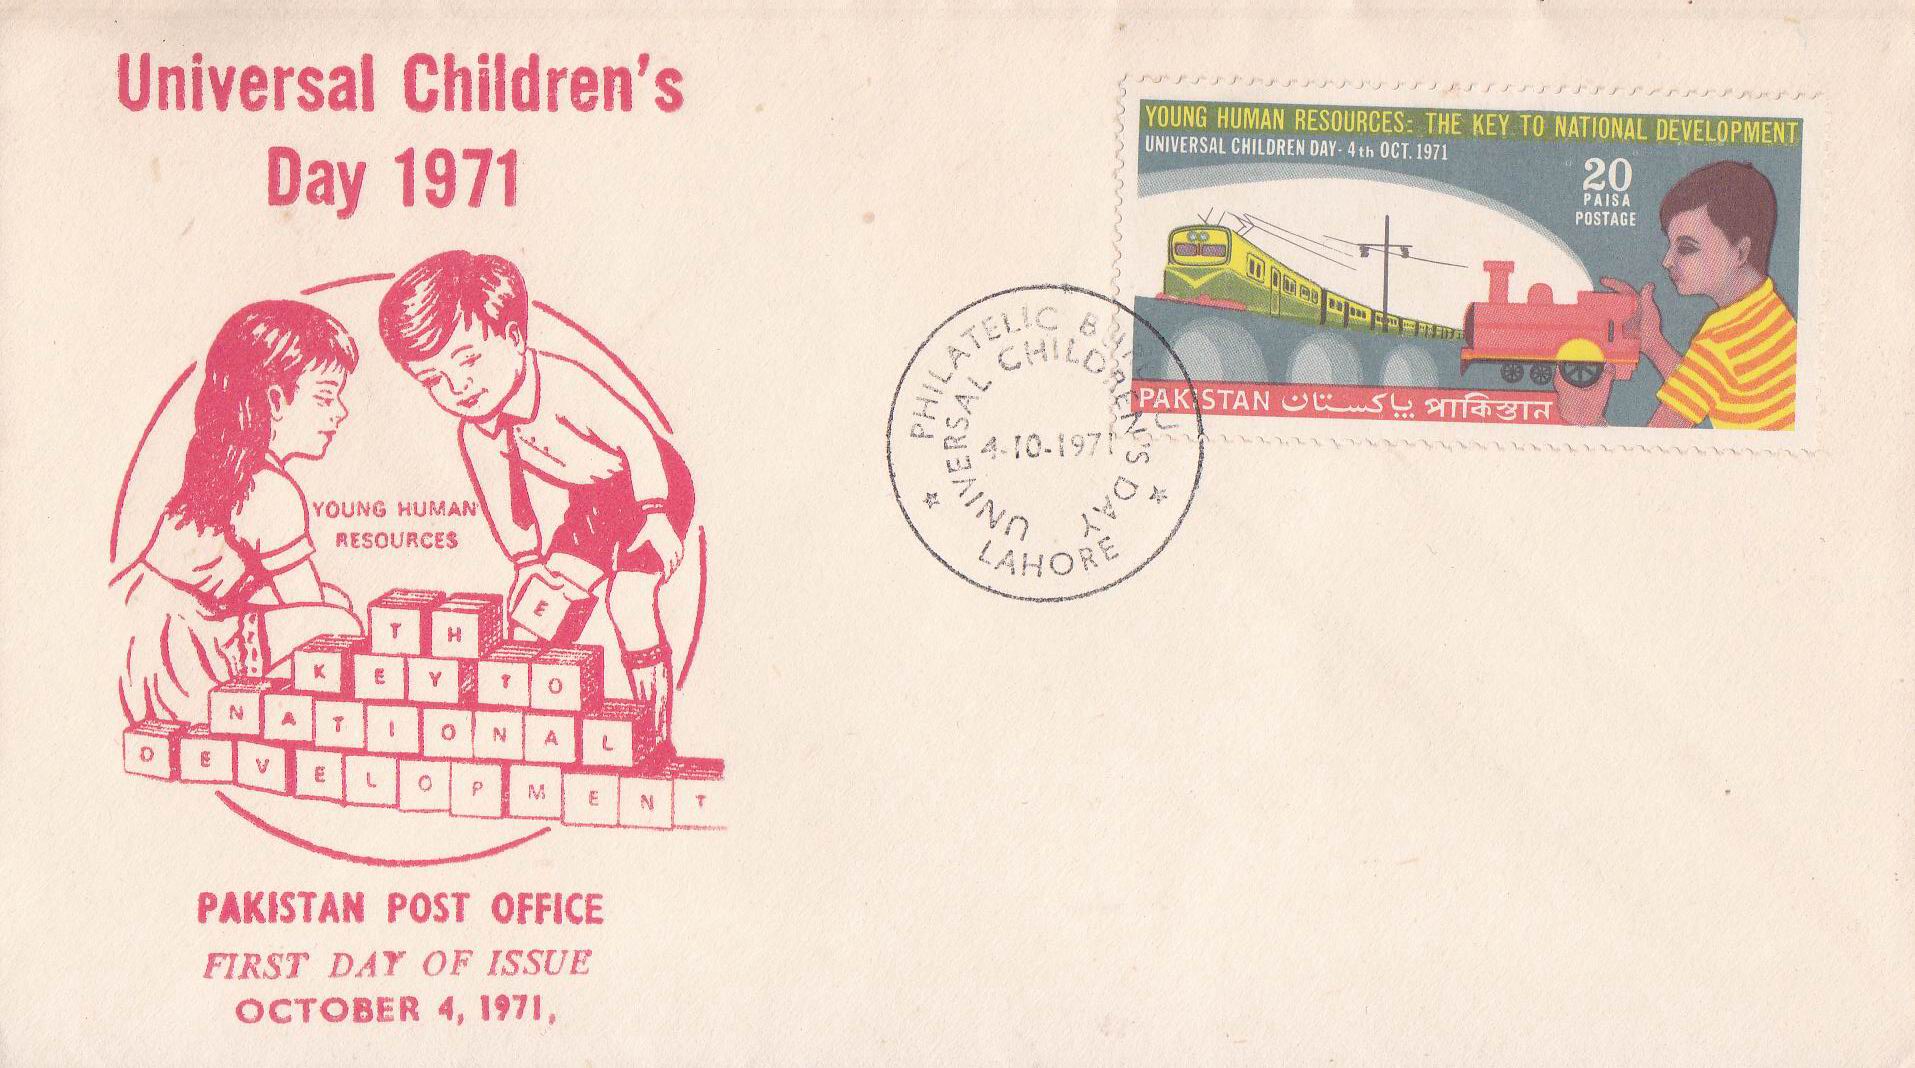 Universal Children's
Day 1971
YOUNG HUMAN
RESOURCES
T H E
K E Y T O
N A T I O N A L
D E V E L O P M E N T
PAKISTAN POST OFFICE
FIRST DAY OF ISSUE
OCTOBER 4, 1971,
PHILATELIC BUREAU
UNIVERSAL CHILDREN'S DAY
4-10-1971
LAHORE
YOUNG HUMAN RESOURCES: THE KEY TO NATIONAL DEVELOPMENT
UNIVERSAL CHILDREN DAY- 4th OCT. 1971
20
PAISA
POSTAGE
PAKISTAN پاکستان পাকিস্তান